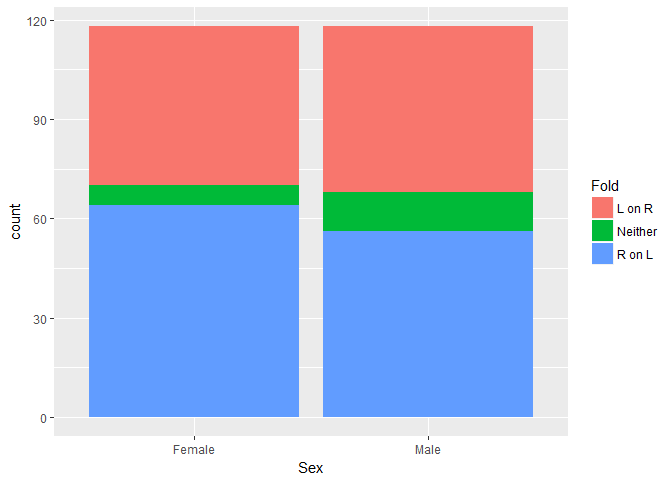 120
90
60
30
0
count
Female
Male
Sex
Fold
L on R
Neither
R on L